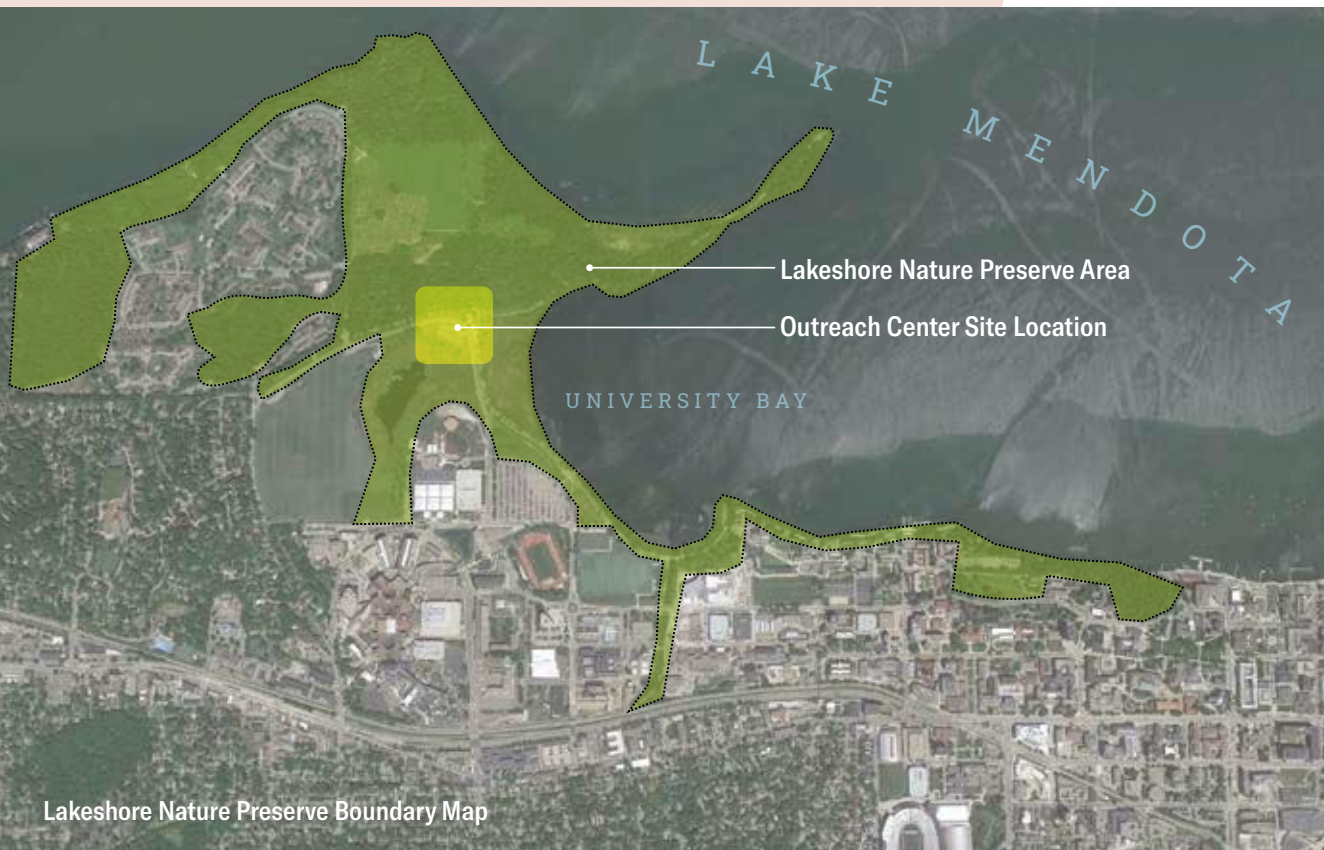 LAKE MENDOTA
Lakeshore Nature Preserve Area
Outreach Center Site Location
UNIVERSITY BAY
Lakeshore Nature Preserve Boundary Map